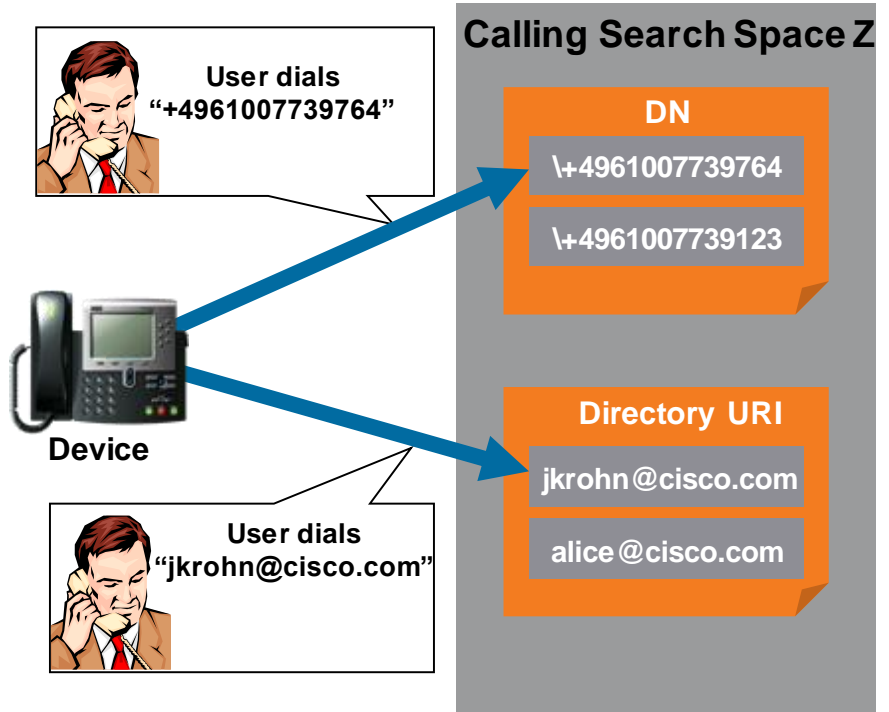 Calling Search Space Z
User dials
“+4961007739764”
DN
\+4961007739764
\+4961007739123
Device
Directory URI
jkrohn@cisco.com
alice@cisco.com
User dials
“jkrohn@cisco.com”